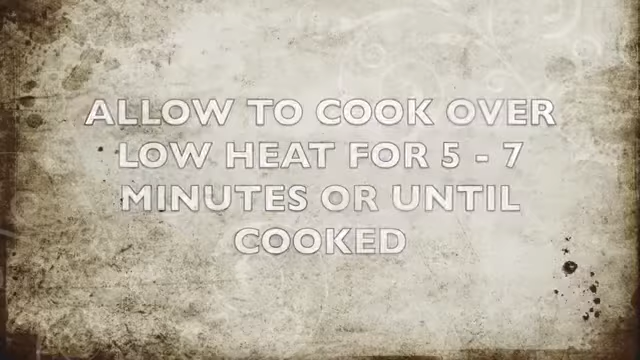 ALLOW TO COOK OVER
LOW HEAT FOR 5 - 7
MINUTES OR UNTIL
COOKED